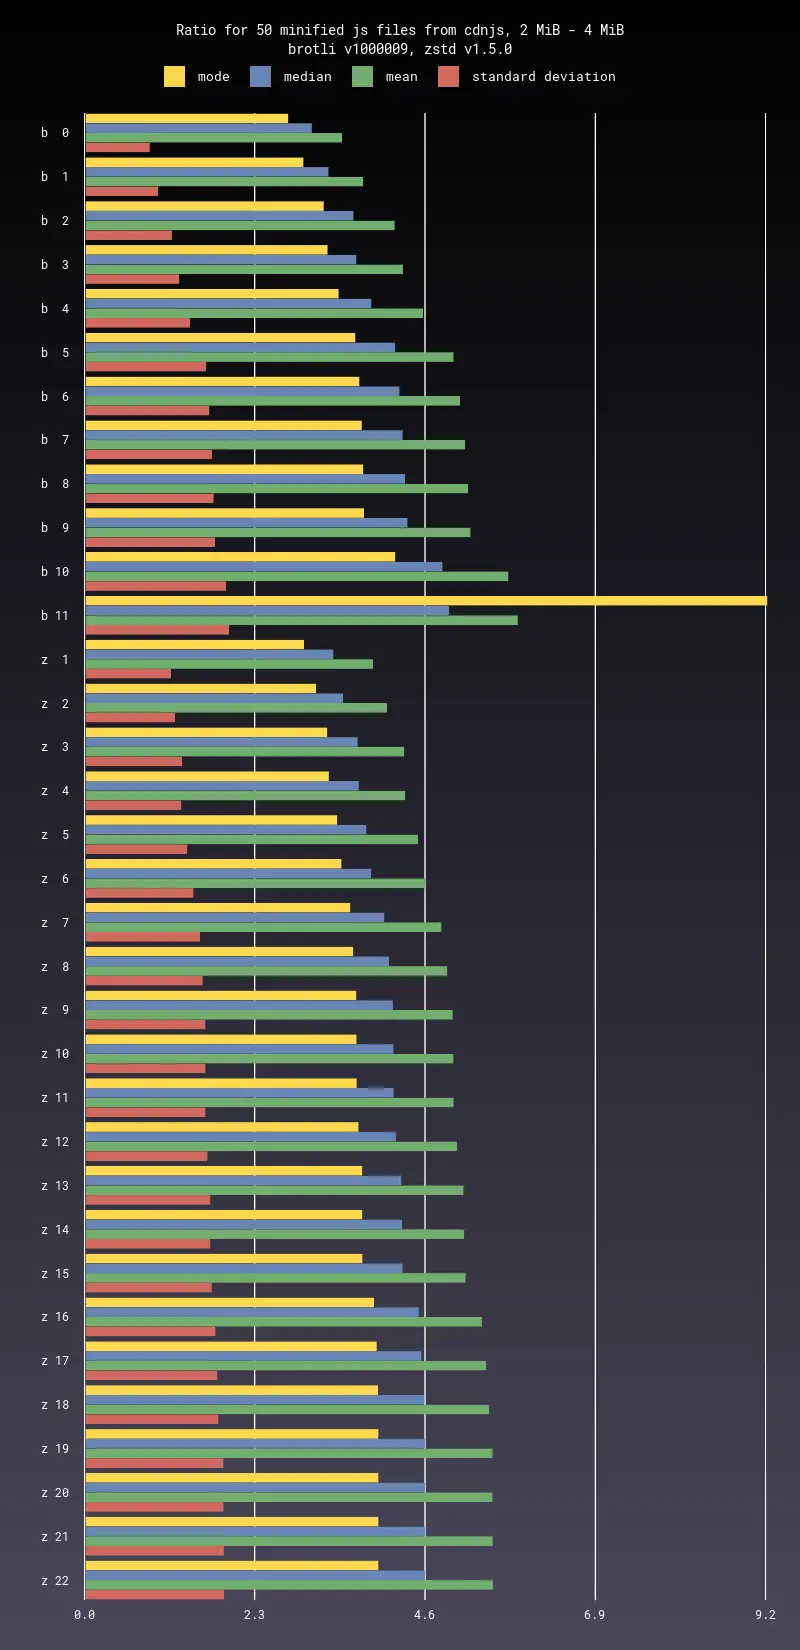 Ratio for 50 minified js files from cdnjs, 2 MiB - 4 MiB
brotli v1000009, zstd v1.5.0
mode median mean standard deviation
b 0
b 1
b 2
b 3
b 4
b 5
b 6
b 7
b 8
b 9
b 10
b 11
z 1
z 2
z 3
z 4
z 5
z 6
z 7
z 8
z 9
z 10
z 11
z 12
z 13
z 14
z 15
z 16
z 17
z 18
z 19
z 20
z 21
z 22
0.0 2.3 4.6 6.9 9.2